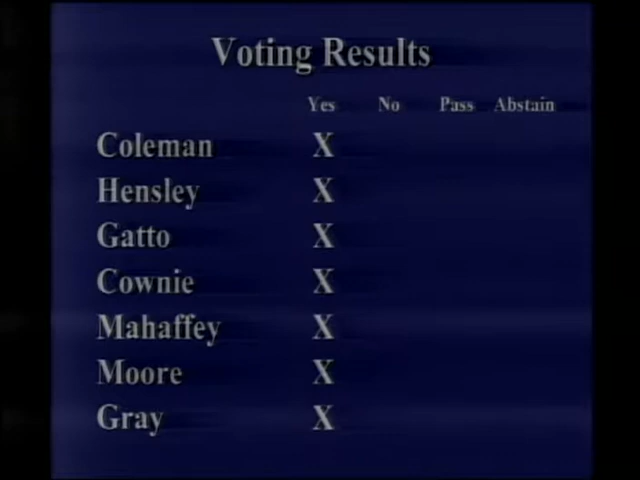 Voting Results
Yes No Pass Abstain
Coleman X
Hensley X
Gatto X
Cownie X
Mahaffey X
Moore X
Gray X